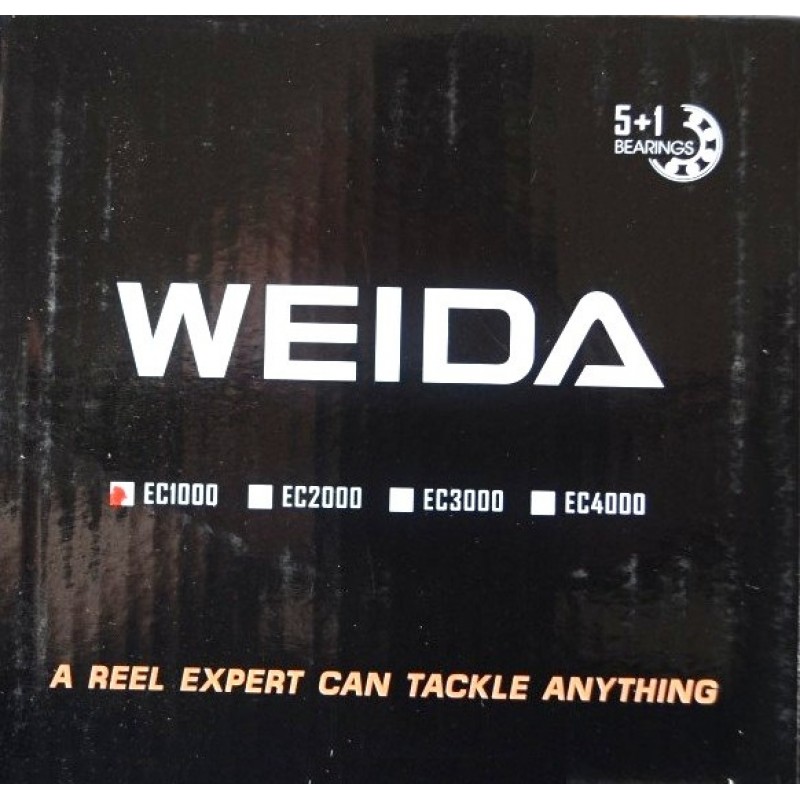 5+1
BEARINGS
WEIDA
EC1000 EC2000 EC3000 EC4000
A REEL EXPERT CAN TACKLE ANYTHING